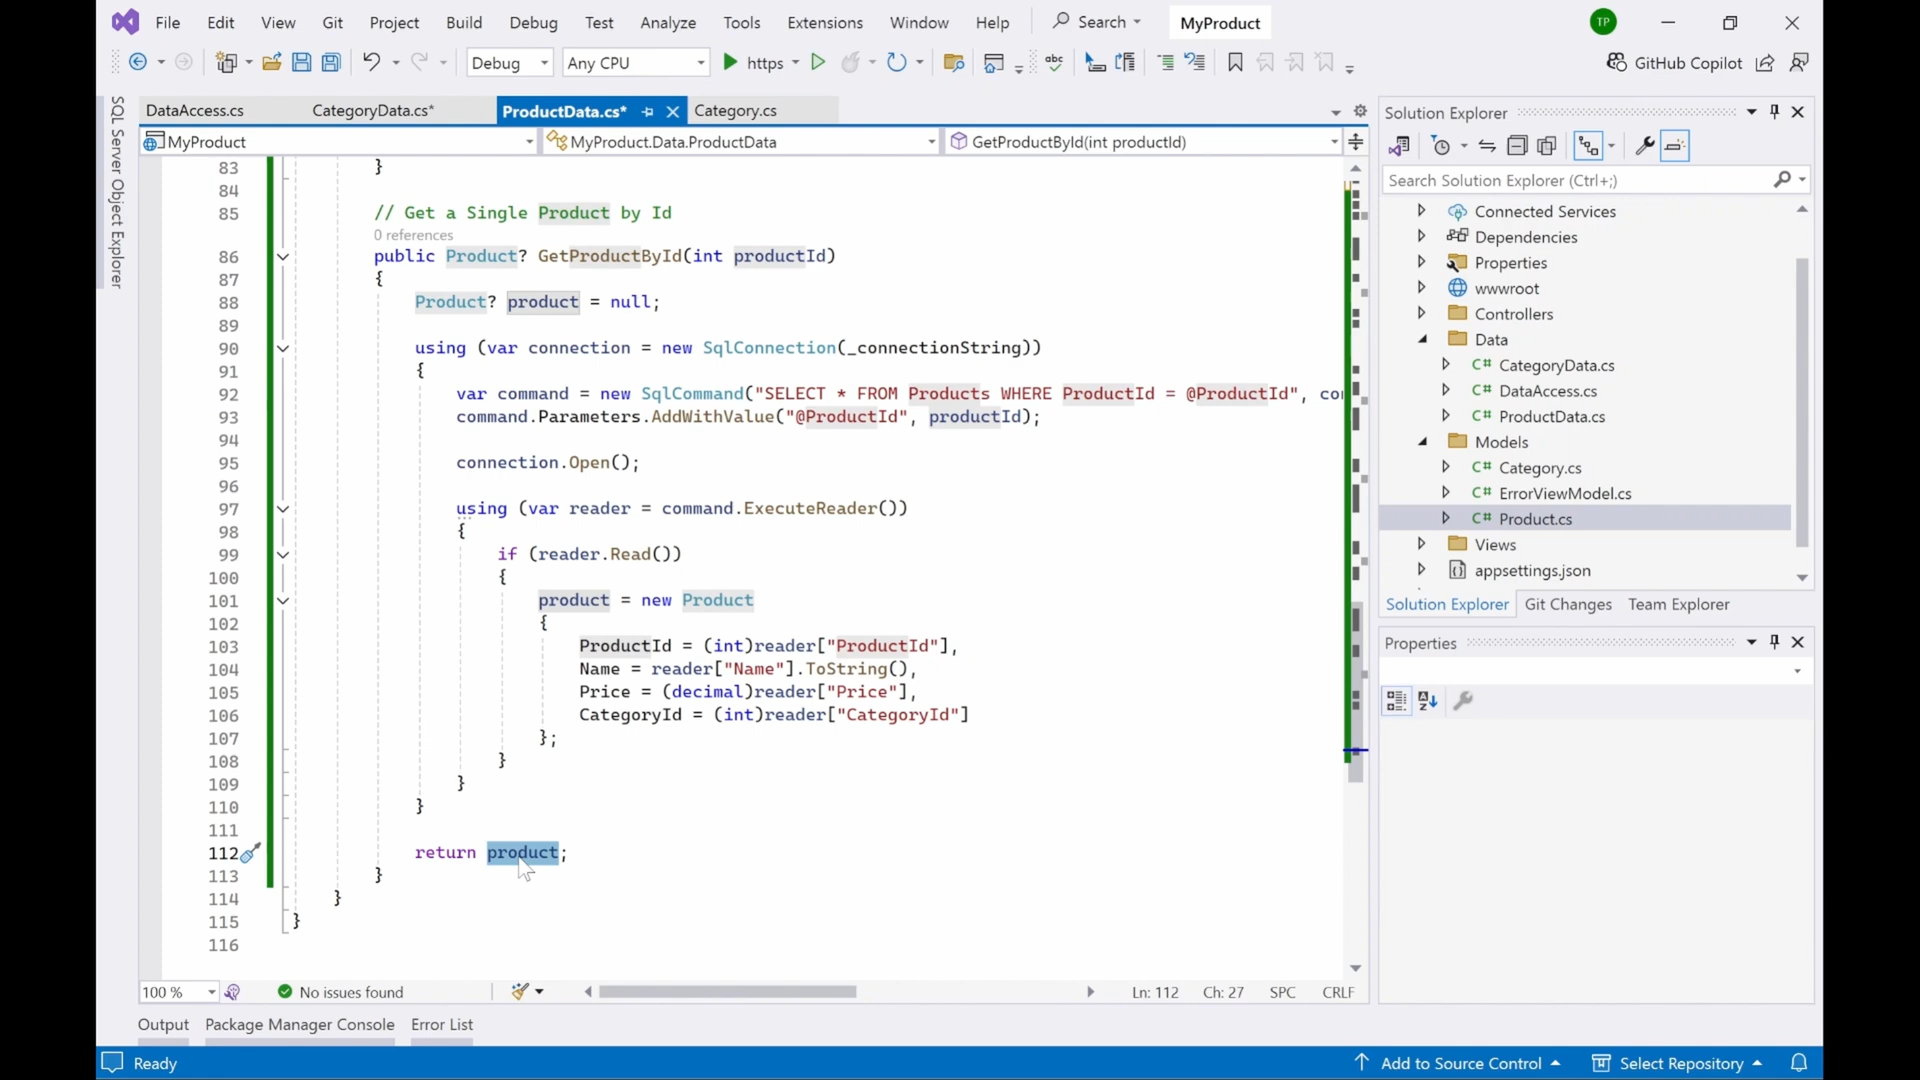 File Edit View Git Project Build Debug Test Analyze Tools Extensions Window Help Search MyProduct TP
Debug Any CPU https abc GitHub Copilot
SQL Server Object Explorer
DataAccess.cs CategoryData.cs* ProductData.cs* Category.cs
MyProduct MyProduct.Data.ProductData GetProductById(int productId)
83 }
84
85 // Get a Single Product by Id
0 references
86 public Product? GetProductById(int productId)
87 {
88 Product? product = null;
89
90 using (var connection = new SqlConnection(_connectionString))
91 {
92 var command = new SqlCommand("SELECT * FROM Products WHERE ProductId = @ProductId",
93 command.Parameters.AddWithValue("@ProductId", productId);
94
95 connection.Open();
96
97 using (var reader = command.ExecuteReader())
98 {
99 if (reader.Read())
100 {
101 product = new Product
102 {
103 ProductId = (int)reader["ProductId"],
104 Name = reader["Name"].ToString(),
105 Price = (decimal)reader["Price"],
106 CategoryId = (int)reader["CategoryId"]
107 };
108 }
109 }
110 }
111
112 return product;
113 }
114 }
115 }
116
100 % No issues found Ln: 112 Ch: 27 SPC CRLF
Output Package Manager Console Error List
Solution Explorer
Search Solution Explorer (Ctrl+;)
Connected Services
Dependencies
Properties
wwwroot
Controllers
Data
C# CategoryData.cs
C# DataAccess.cs
C# ProductData.cs
Models
C# Category.cs
C# ErrorViewModel.cs
C# Product.cs
Views
appsettings.json
Solution Explorer Git Changes Team Explorer
Properties
Ready Add to Source Control Select Repository